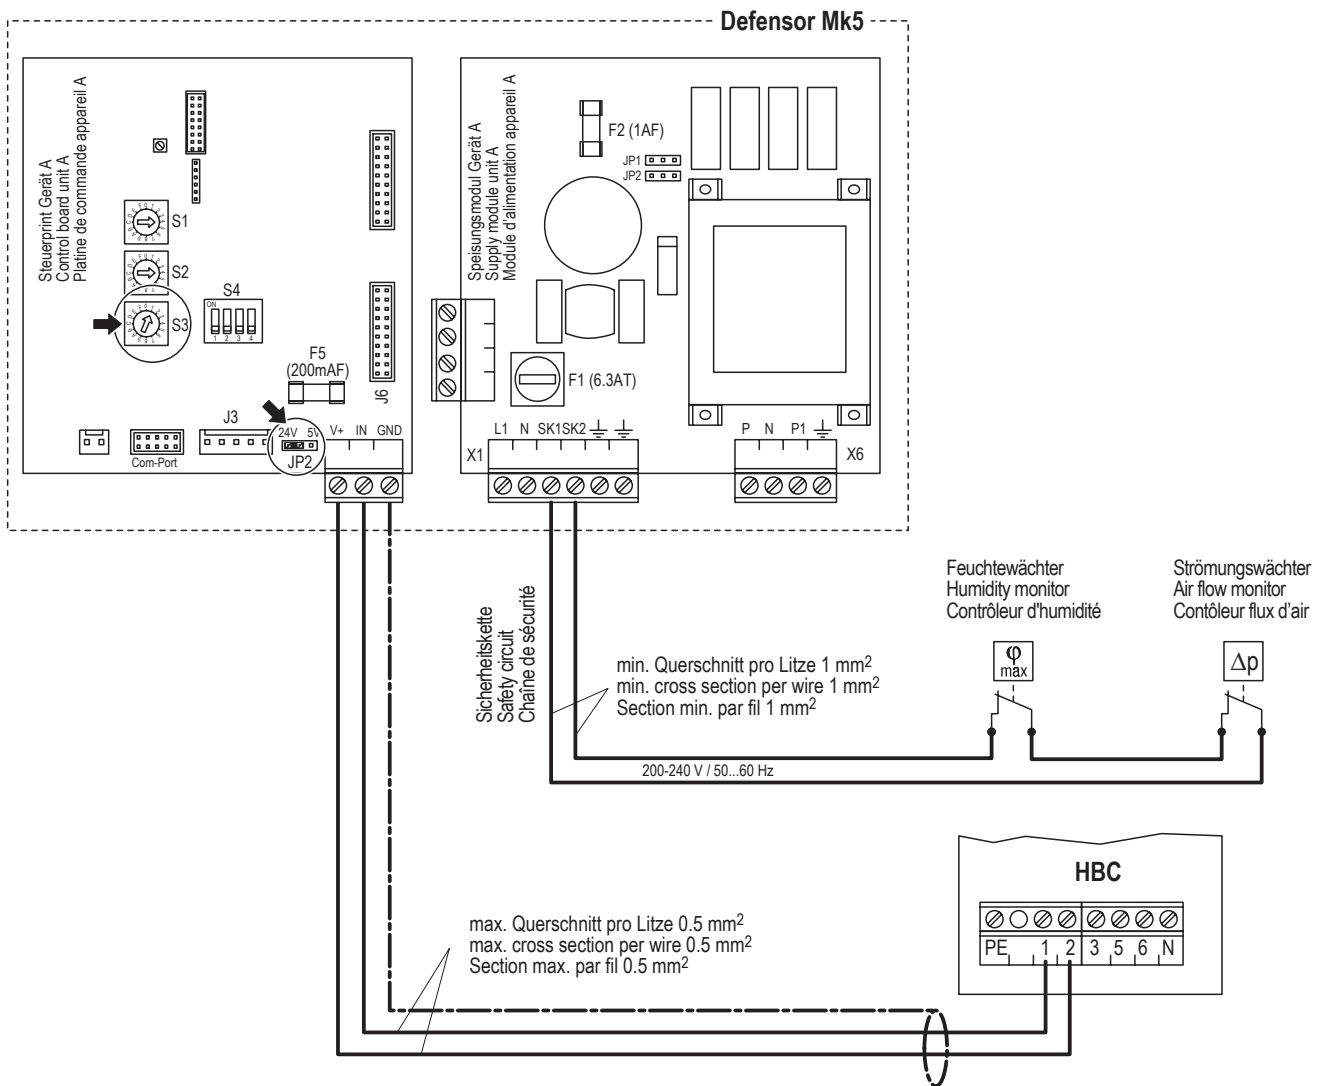 Defensor Mk5
Steuerprint Gerät A
Control board unit A
Platine de commande appareil A
S1
S2
S3
S4
ON
1 2 3 4
F5
(200mAF)
J6
J3
Com-Port
24V 5V
JP2
V+ IN GND
Speisungsmodul Gerät A
Supply module unit A
Module d'alimentation appareil A
F2 (1AF)
JP1
JP2
F1 (6.3AT)
L1 N SK1 SK2
X1
P N P1
X6
Sicherheitskette
Safety circuit
Chaîne de sécurité
min. Querschnitt pro Litze 1 mm²
min. cross section per wire 1 mm²
Section min. par fil 1 mm²
200-240 V / 50...60 Hz
Feuchtewächter
Humidity monitor
Contrôleur d'humidité
φ
max
Strömungswächter
Air flow monitor
Contôleur flux d'air
Δp
HBC
PE 1 2 3 5 6 N
max. Querschnitt pro Litze 0.5 mm²
max. cross section per wire 0.5 mm²
Section max. par fil 0.5 mm²